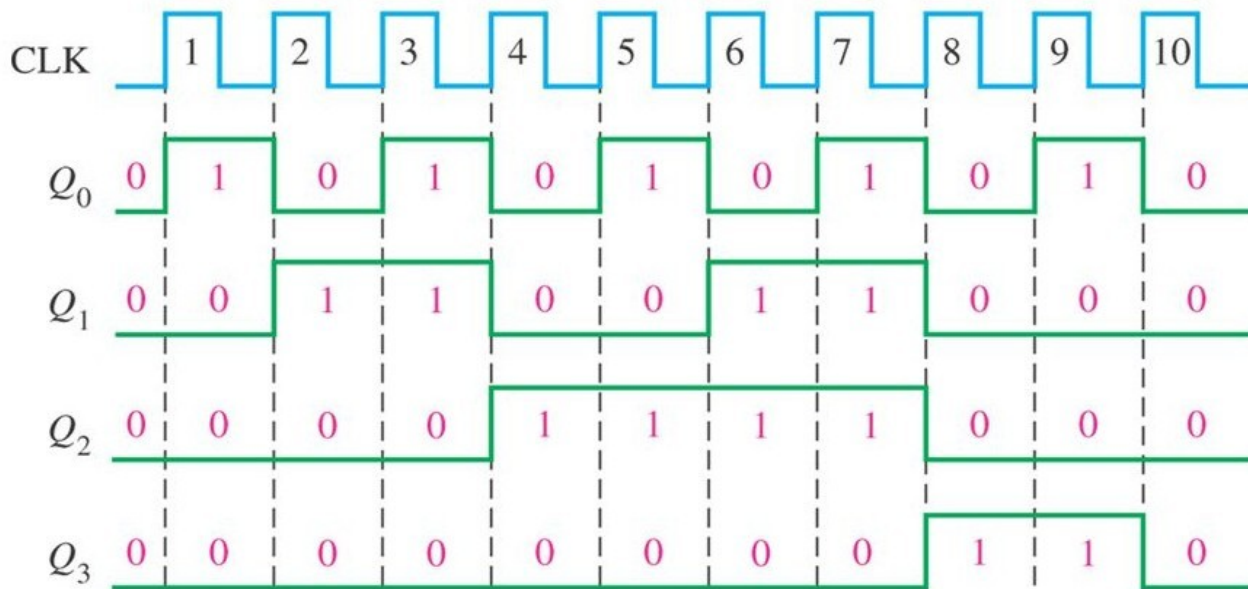 CLK 1 2 3 4 5 6 7 8 9 10
Q0 0 1 0 1 0 1 0 1 0 1 0
Q1 0 0 1 1 0 0 1 1 0 0 0
Q2 0 0 0 0 1 1 1 1 0 0 0
Q3 0 0 0 0 0 0 0 0 1 1 0